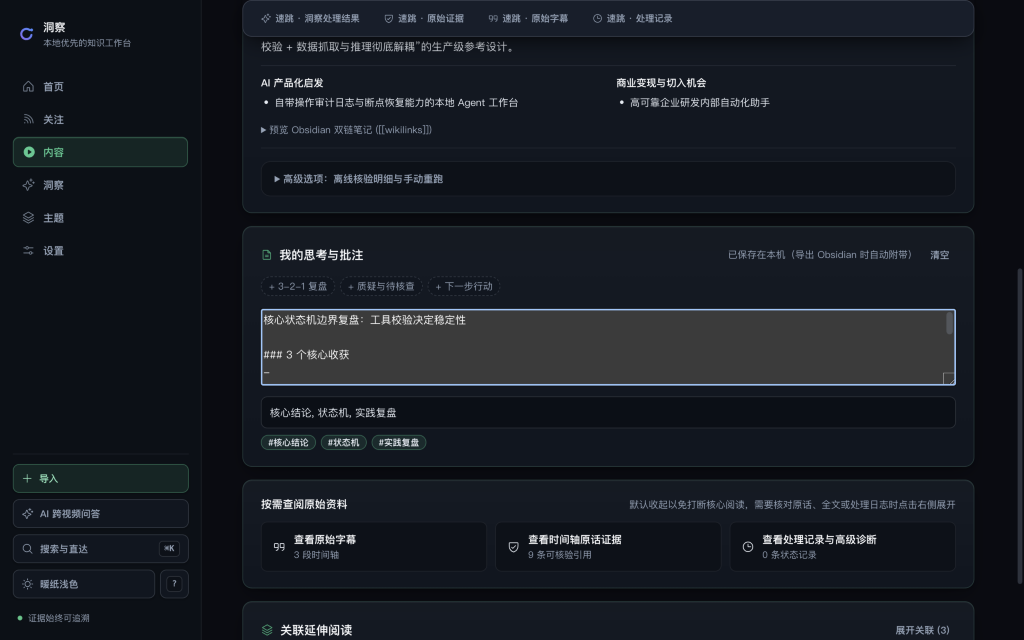 洞察
本地优先的知识工作台
首页
关注
内容
洞察
主题
设置
+ 导入
AI 跨视频问答
搜索与直达 ⌘K
暖纸浅色 ?
证据始终可追溯
速跳 · 洞察处理结果 速跳 · 原始证据 速跳 · 原始字幕 速跳 · 处理记录
校验 + 数据抓取与推理彻底解耦”的生产级参考设计。
AI 产品化启发
• 自带操作审计日志与断点恢复能力的本地 Agent 工作台
商业变现与切入机会
• 高可靠企业研发内部自动化助手
▶ 预览 Obsidian 双链笔记 ([[wikilinks]])
▶ 高级选项：离线核验明细与手动重跑
我的思考与批注 已保存在本机（导出 Obsidian 时自动附带） 清空
+ 3-2-1 复盘 + 质疑与待核查 + 下一步行动
核心状态机边界复盘：工具校验决定稳定性
### 3 个核心收获
–
核心结论, 状态机, 实践复盘
#核心结论 #状态机 #实践复盘
按需查阅原始资料 默认收起以免打断核心阅读，需要核对原话、全文或处理日志时点击右侧展开
查看原始字幕
3 段时间轴
查看时间轴原话证据
9 条可核验引用
查看处理记录与高级诊断
0 条状态记录
关联延伸阅读 展开关联 (3)